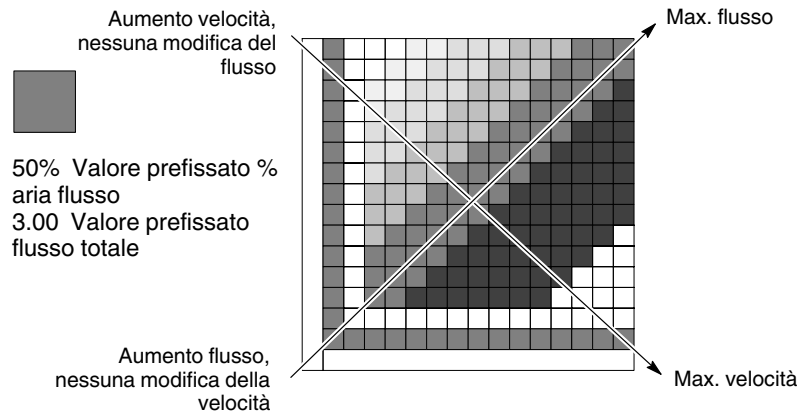 Aumento velocità,
nessuna modifica del
flusso
Max. flusso
50% Valore prefissato %
aria flusso
3.00 Valore prefissato
flusso totale
Aumento flusso,
nessuna modifica della
velocità
Max. velocità